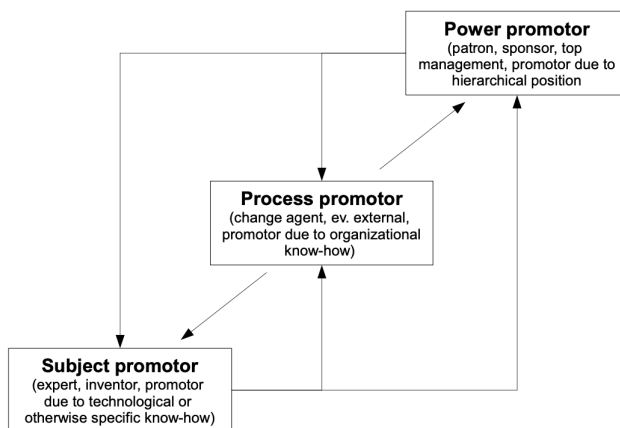 Power promotor
(patron, sponsor, top
management, promotor due to
hierarchical position
Process promotor
(change agent, ev. external,
promotor due to organizational
know-how)
Subject promotor
(expert, inventor, promotor
due to technological or
otherwise specific know-how)